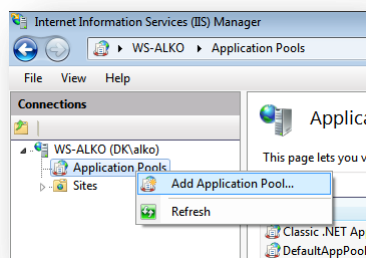 Internet Information Services (IIS) Manager
WS-ALKO Application Pools
File View Help
Connections
Applica
WS-ALKO (DK\alko)
This page lets you v
Application Pools
Add Application Pool...
Sites
Refresh
Classic .NET Ap
DefaultAppPool